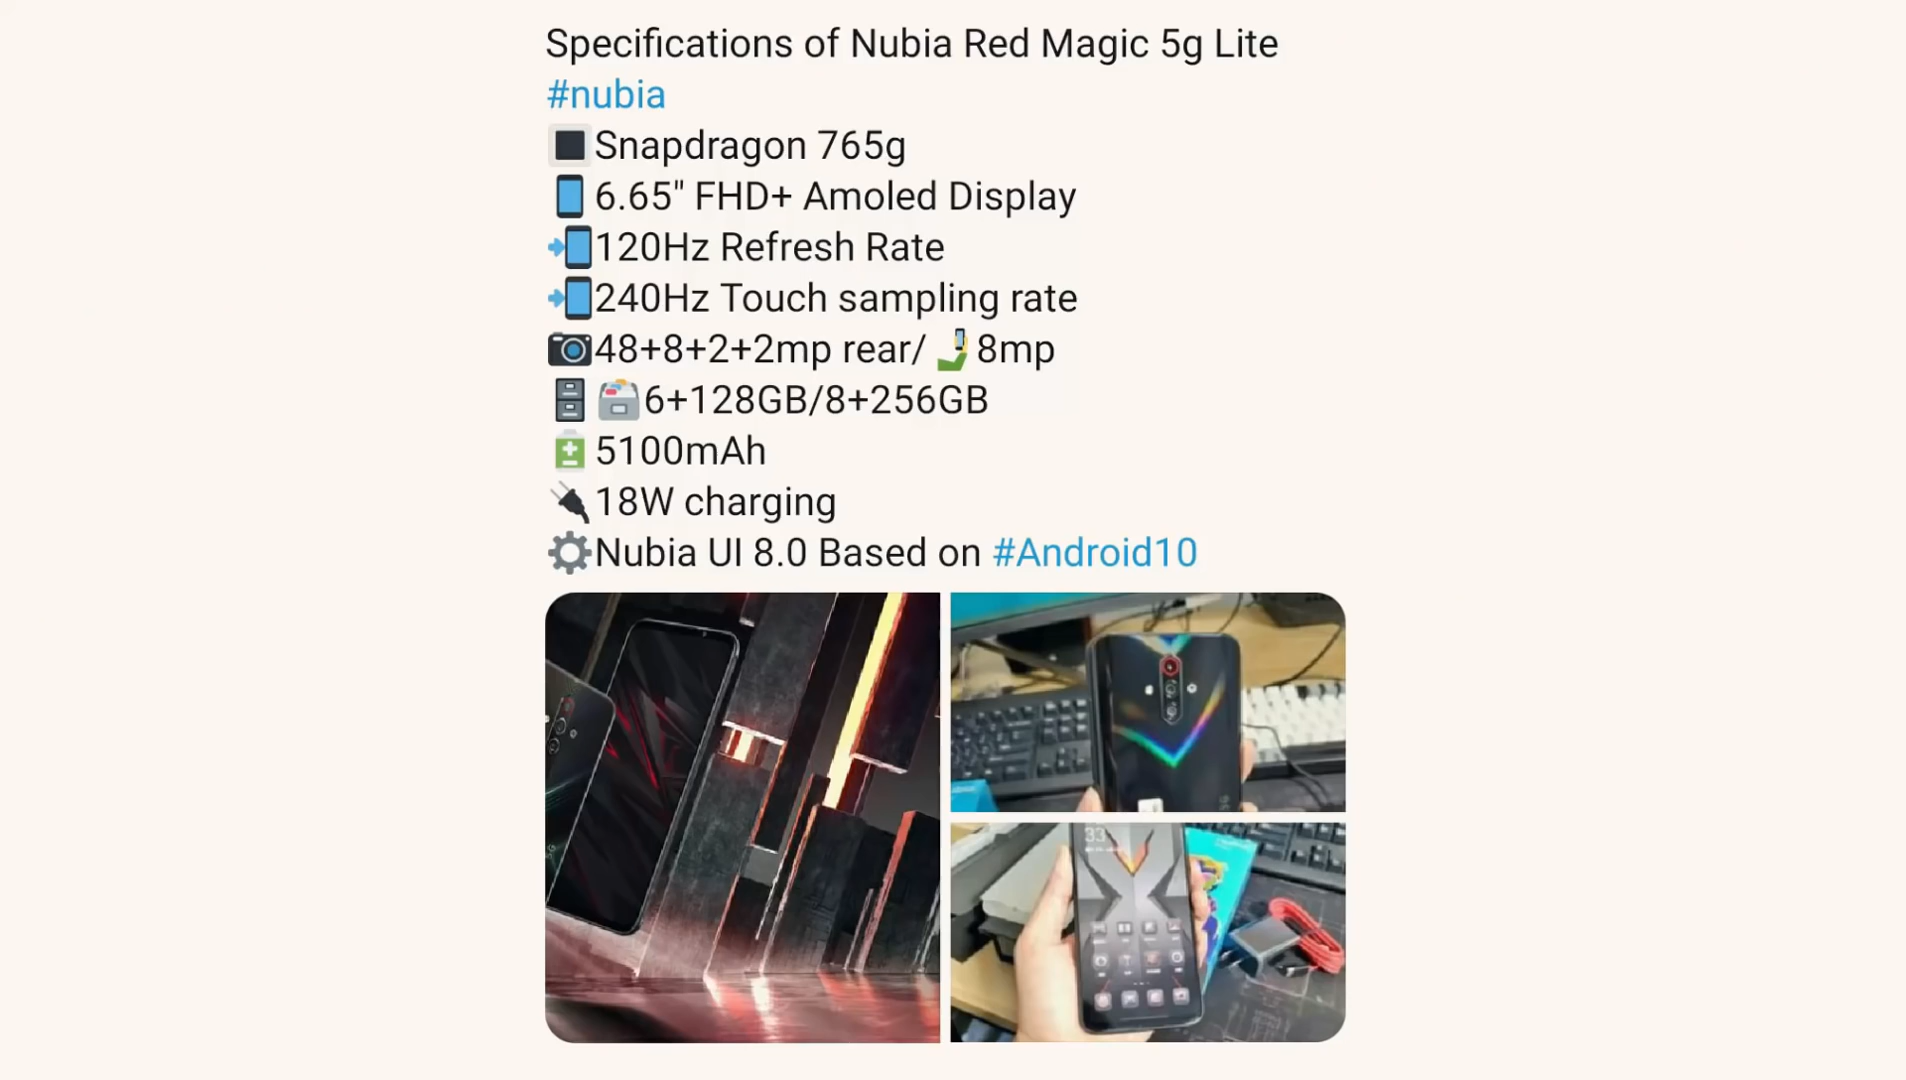 Specifications of Nubia Red Magic 5g Lite
#nubia
Snapdragon 765g
6.65" FHD+ Amoled Display
120Hz Refresh Rate
240Hz Touch sampling rate
48+8+2+2mp rear/ 8mp
6+128GB/8+256GB
5100mAh
18W charging
Nubia UI 8.0 Based on #Android10
5G
33